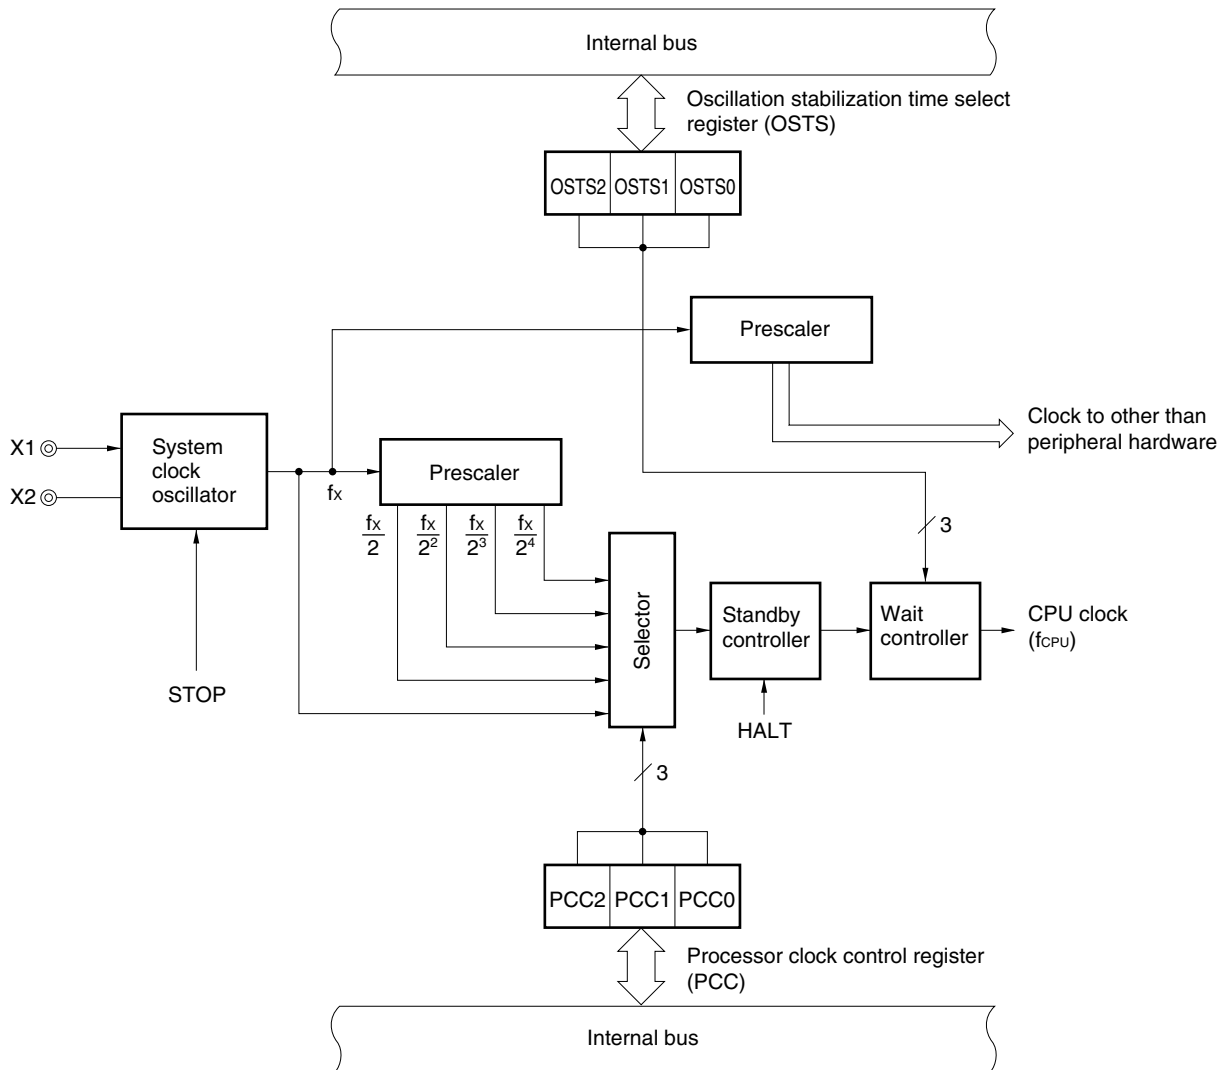 Internal bus
Oscillation stabilization time select
register (OSTS)
OSTS2 OSTS1 OSTS0
Prescaler
Clock to other than
peripheral hardware
X1
X2
System
clock
oscillator
fX
Prescaler
fX/2 fX/2² fX/2³ fX/2⁴
3
Selector
Standby
controller
Wait
controller
CPU clock
(fCPU)
STOP
HALT
3
PCC2 PCC1 PCC0
Processor clock control register
(PCC)
Internal bus